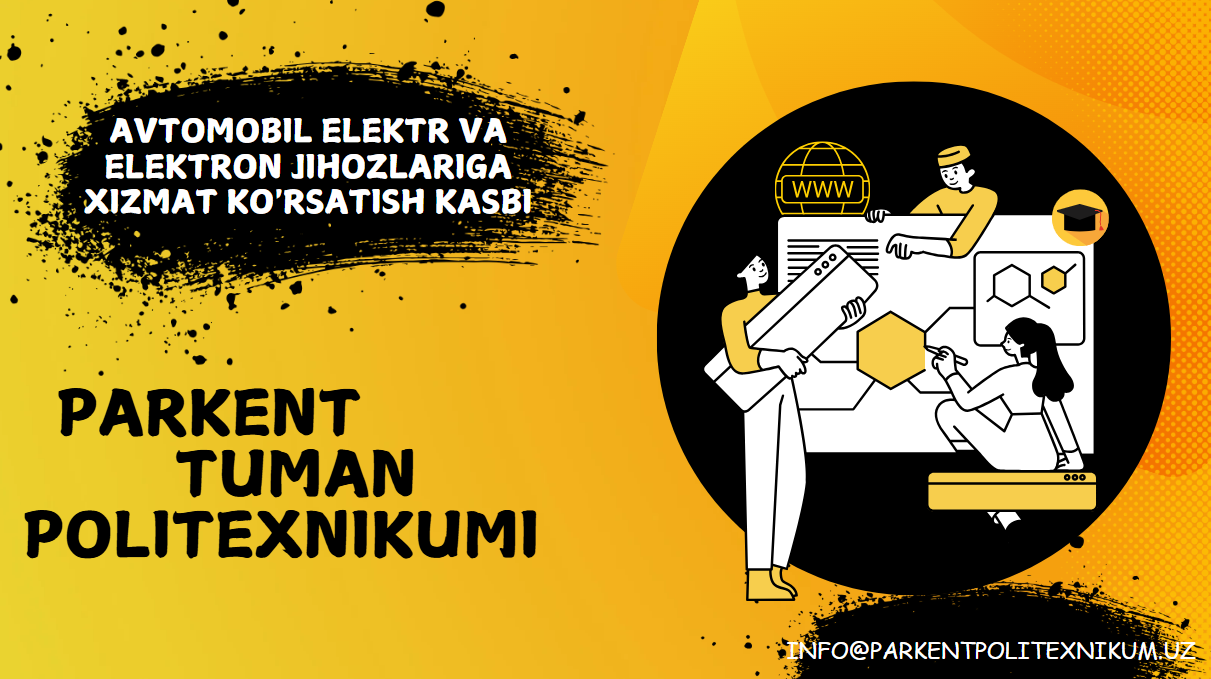 AVTOMOBIL ELEKTR VA
ELEKTRON JIHOZLARIGA
XIZMAT KO'RSATISH KASBI
WWW
PARKENT
TUMAN
POLITEXNIKUMI
INFO@PARKENTPOLITEXNIKUM.UZ